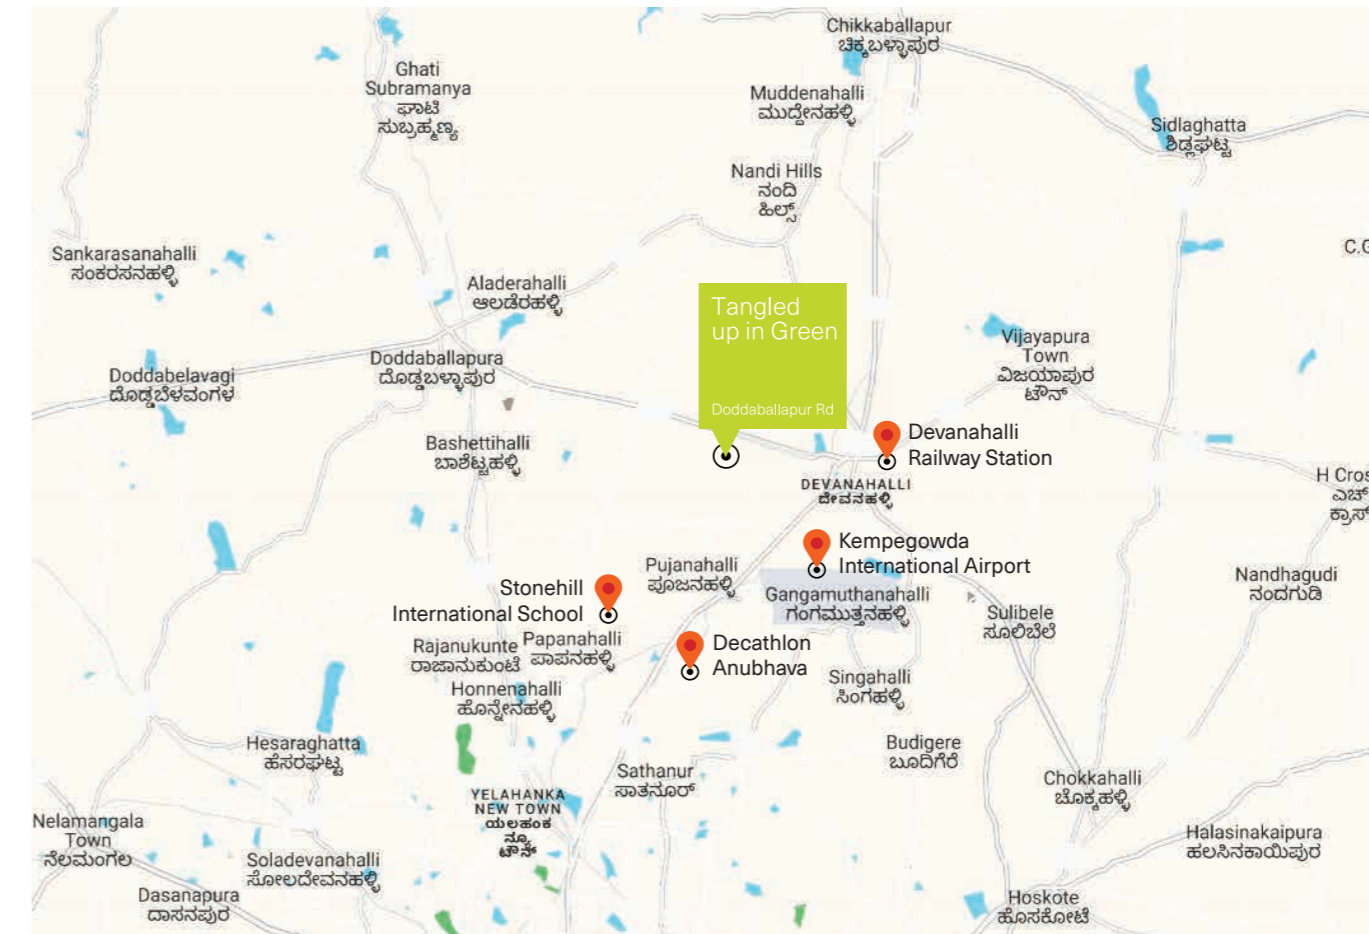 Chikkaballapur
ಚಿಕ್ಕಬಳ್ಳಾಪುರ
Ghati
Subramanya
ಘಾಟಿ
ಸುಬ್ರಹ್ಮಣ್ಯ
Muddenahalli
ಮುದ್ದೇನಹಳ್ಳಿ
Sidlaghatta
ಶಿಡ್ಲಘಟ್ಟ
Nandi Hills
ನಂದಿ
ಹಿಲ್ಸ್
Sankarasanahalli
ಸಂಕರಸನಹಳ್ಳಿ
C.G
Aladerahalli
ಆಲಡೆರಹಳ್ಳಿ
Tangled
up in Green
Doddaballapur Rd
Vijayapura
Town
ವಿಜಯಾಪುರ
ಟೌನ್
Doddabelavagi
ದೊಡ್ಡಬೆಳವಂಗಳ
Doddaballapura
ದೊಡ್ಡಬಳ್ಳಾಪುರ
Bashettihalli
ಬಾಶೆಟ್ಟಿಹಳ್ಳಿ
Devanahalli
Railway Station
DEVANAHALLI
ದೇವನಹಳ್ಳಿ
H Cros
ಎಚ್
ಕ್ರಾಸ್
Kempegowda
International Airport
Pujanahalli
ಪೂಜನಹಳ್ಳಿ
Gangamuthanahalli
ಗಂಗಮುತ್ತನಹಳ್ಳಿ
Nandhagudi
ನಂದಗುಡಿ
Stonehill
International School
Sulibele
ಸೂಲಿಬೆಲೆ
Rajanukunte
ರಾಜಾನುಕುಂಟೆ
Papanahalli
ಪಾಪನಹಳ್ಳಿ
Decathlon
Anubhava
Singahalli
ಸಿಂಗಹಳ್ಳಿ
Honnenahalli
ಹೊನ್ನೇನಹಳ್ಳಿ
Hesaraghatta
ಹೆಸರಘಟ್ಟ
Budigere
ಬೂದಿಗೆರೆ
Sathanur
ಸಾತನೂರ್
Chokkahalli
ಚೊಕ್ಕಹಳ್ಳಿ
YELAHANKA
NEW TOWN
ಯಲಹಂಕ
ನ್ಯೂ
ಟೌನ್
Nelamangala
Town
ನೆಲಮಂಗಲ
Halasinakaipura
ಹಲಸಿನಕಾಯಿಪುರ
Soladevanahalli
ಸೋಲದೇವನಹಳ್ಳಿ
Dasanapura
ದಾಸನಪುರ
Hoskote
ಹೊಸಕೋಟೆ